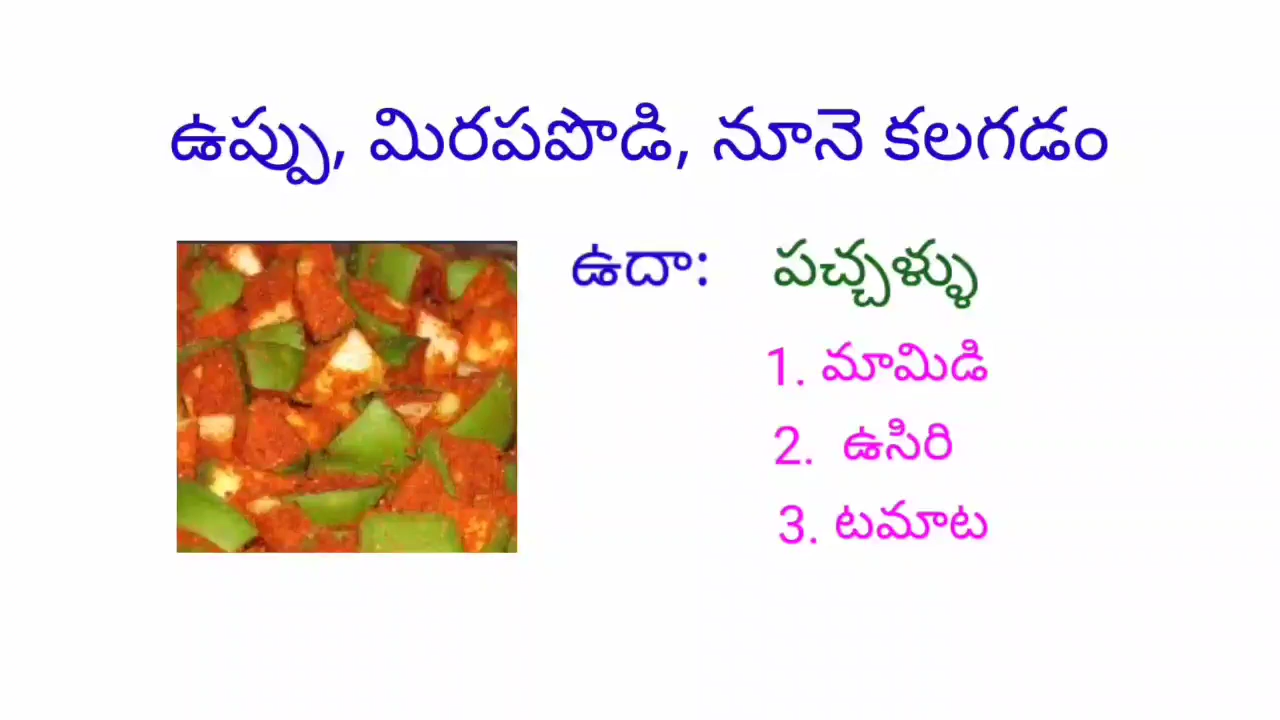 ఉప్పు, మిరపపొడి, నూనె కలగడం
ఉదా: పచ్చళ్ళు
1. మామిడి
2. ఉసిరి
3. టమాట